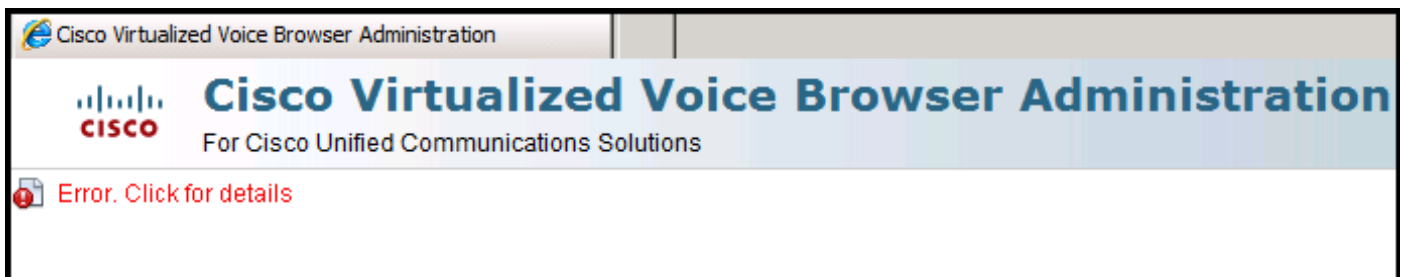 Cisco Virtualized Voice Browser Administration
CISCO
Cisco Virtualized Voice Browser Administration
For Cisco Unified Communications Solutions
Error. Click for details